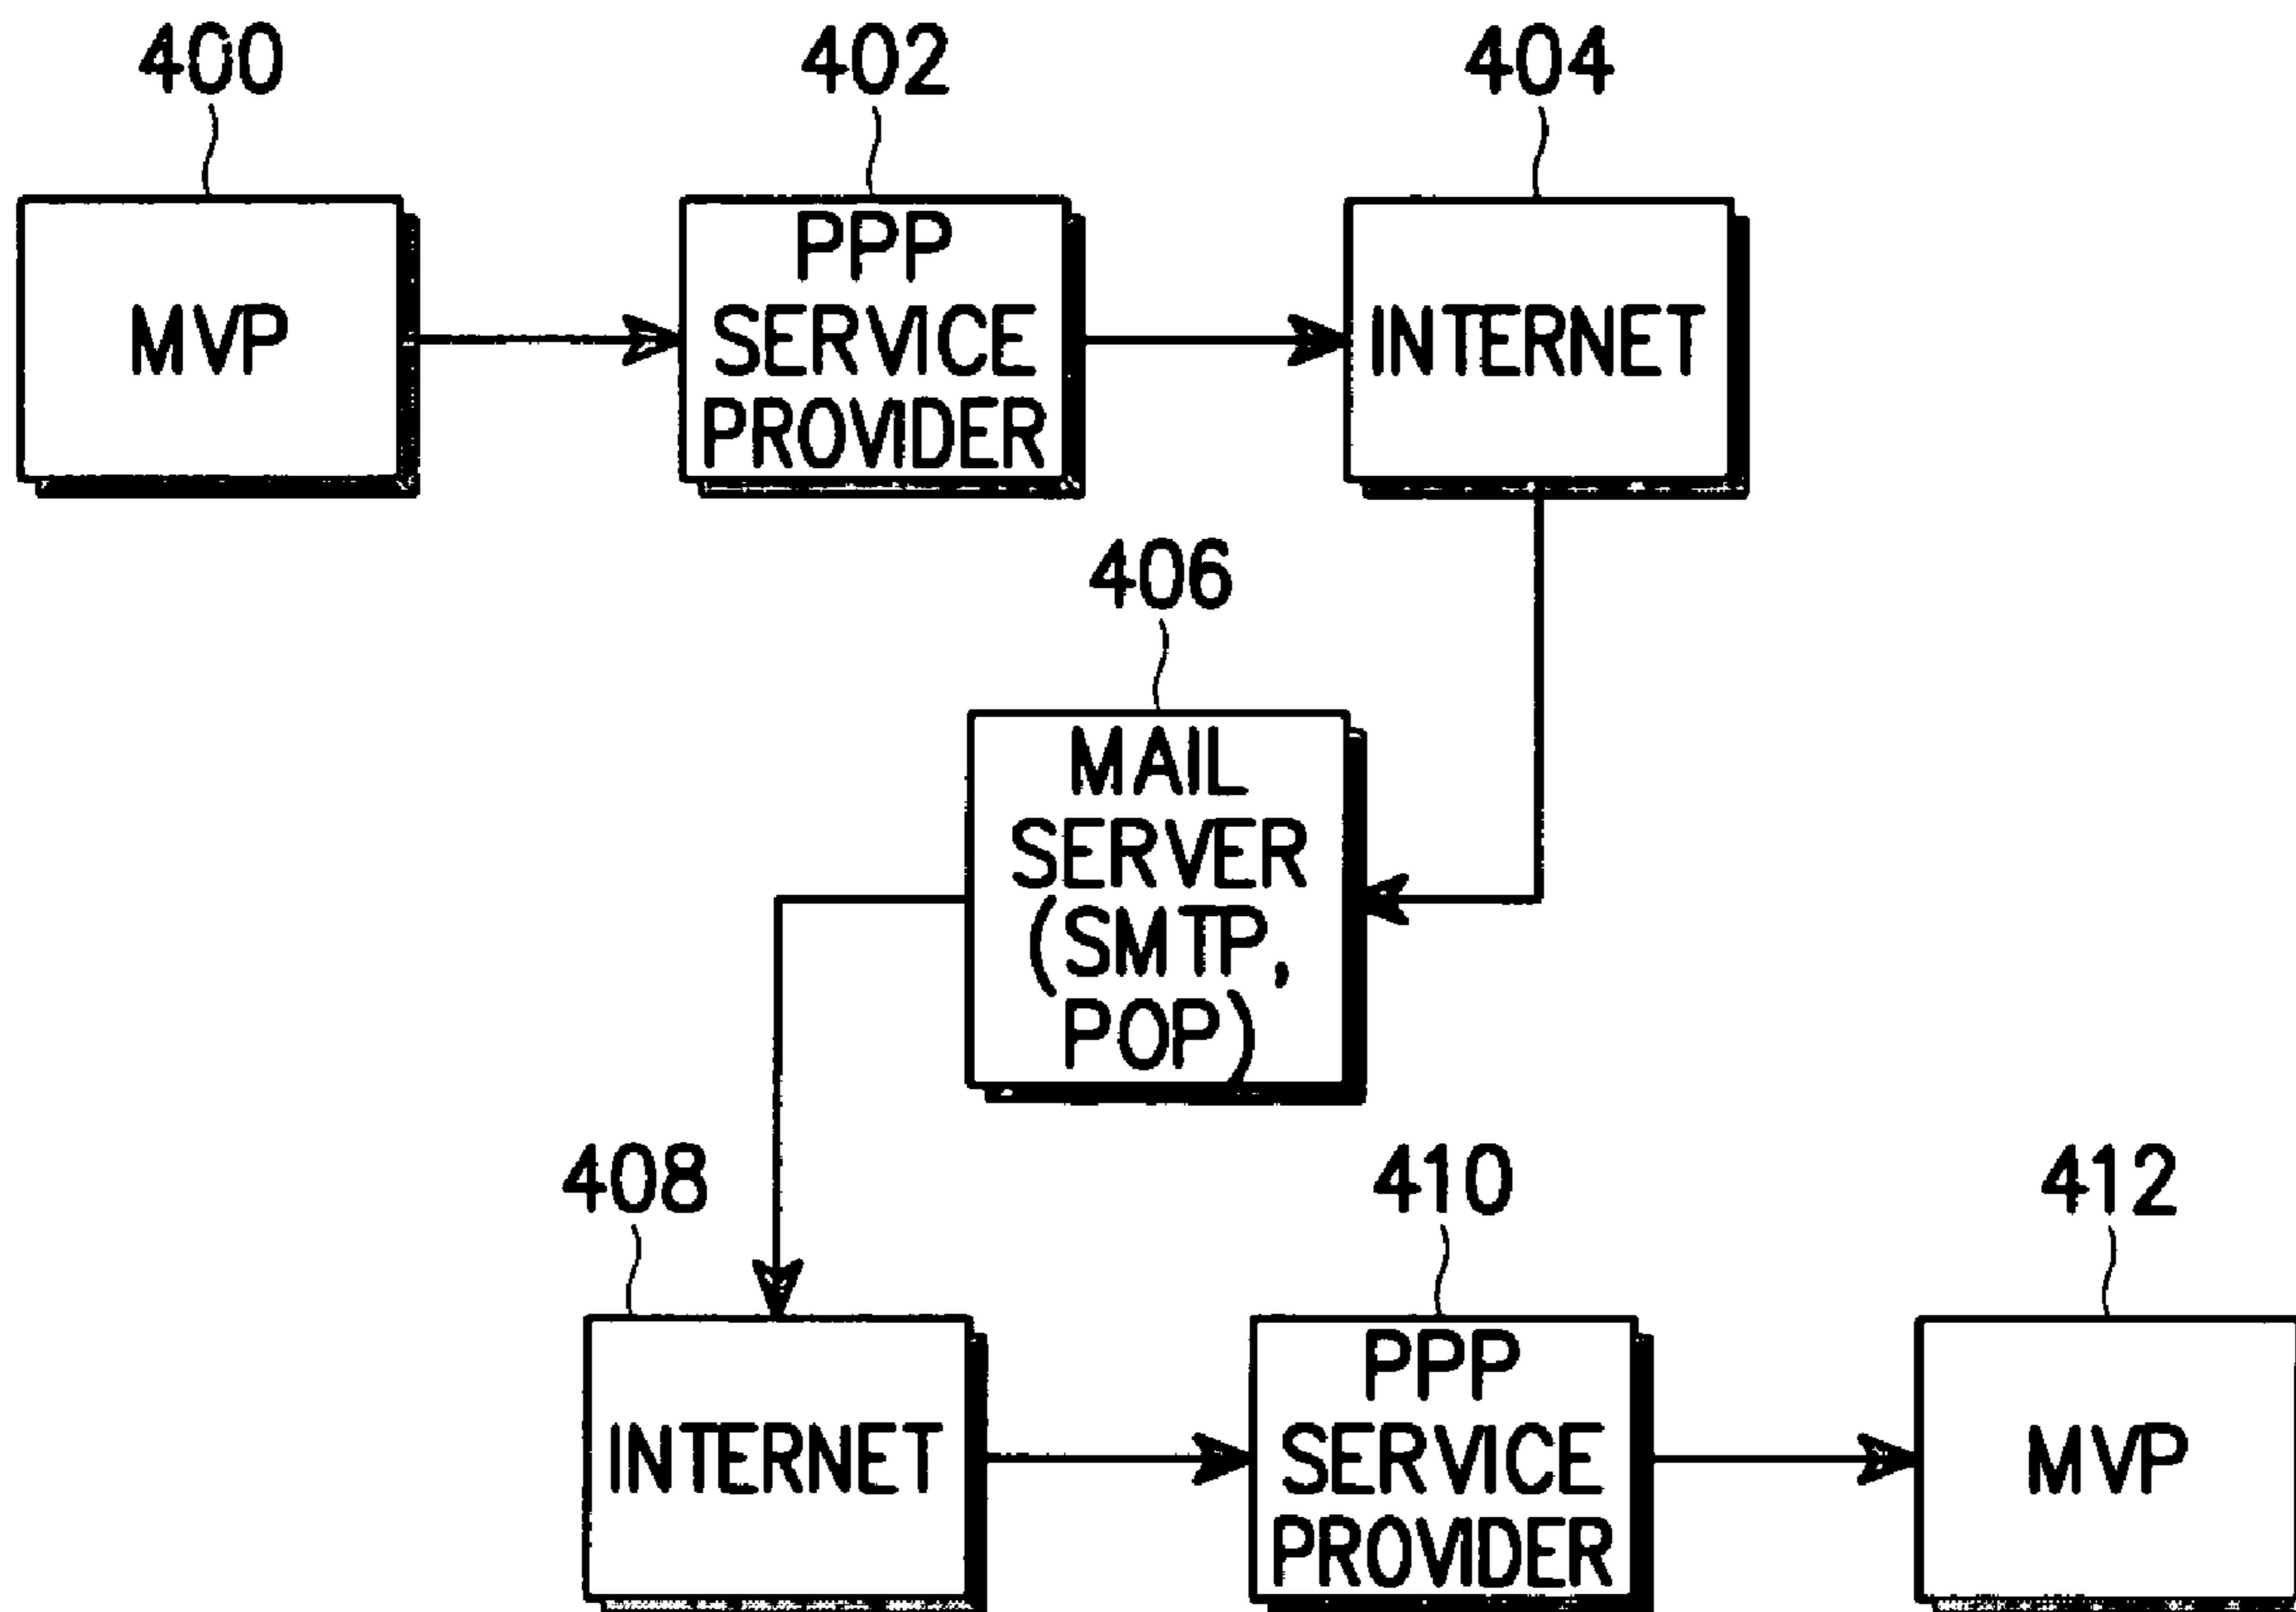 400
402
404
MVP
PPP
SERVICE
PROVIDER
INTERNET
406
MAIL
SERVER
(SMTP,
POP)
408
410
412
INTERNET
PPP
SERVICE
PROVIDER
MVP